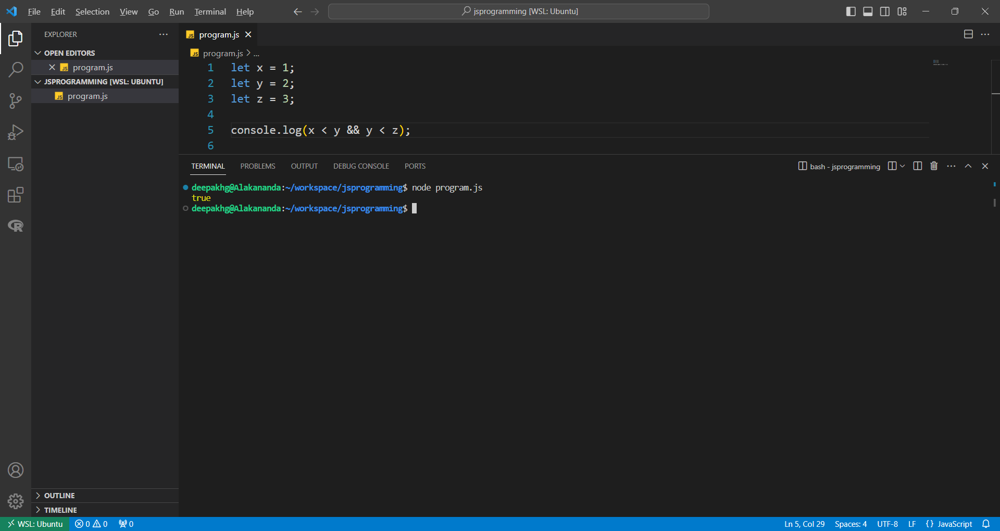 File Edit Selection View Go Run Terminal Help
jsprogramming [WSL: Ubuntu]
EXPLORER
OPEN EDITORS
program.js
JSPROGRAMMING [WSL: UBUNTU]
program.js
OUTLINE
TIMELINE
program.js
program.js > ...
1 let x = 1;
2 let y = 2;
3 let z = 3;
4
5 console.log(x < y && y < z);
6
TERMINAL PROBLEMS OUTPUT DEBUG CONSOLE PORTS
bash - jsprogramming
deepakhg@Alakananda:~/workspace/jsprogramming$ node program.js
true
deepakhg@Alakananda:~/workspace/jsprogramming$
WSL: Ubuntu 0 0 0 Ln 5, Col 29 Spaces: 4 UTF-8 LF {} JavaScript